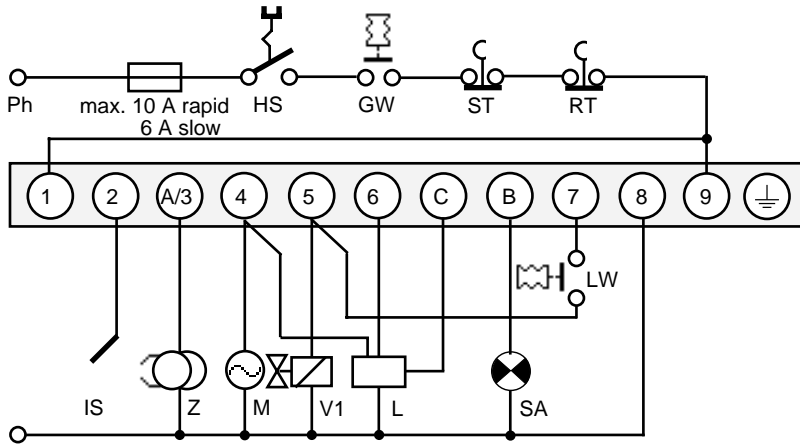 Ph
max. 10 A rapid
6 A slow
HS
GW
ST
RT
1
2
A/3
4
5
6
C
B
7
8
9
LW
IS
Z
M
V1
L
SA